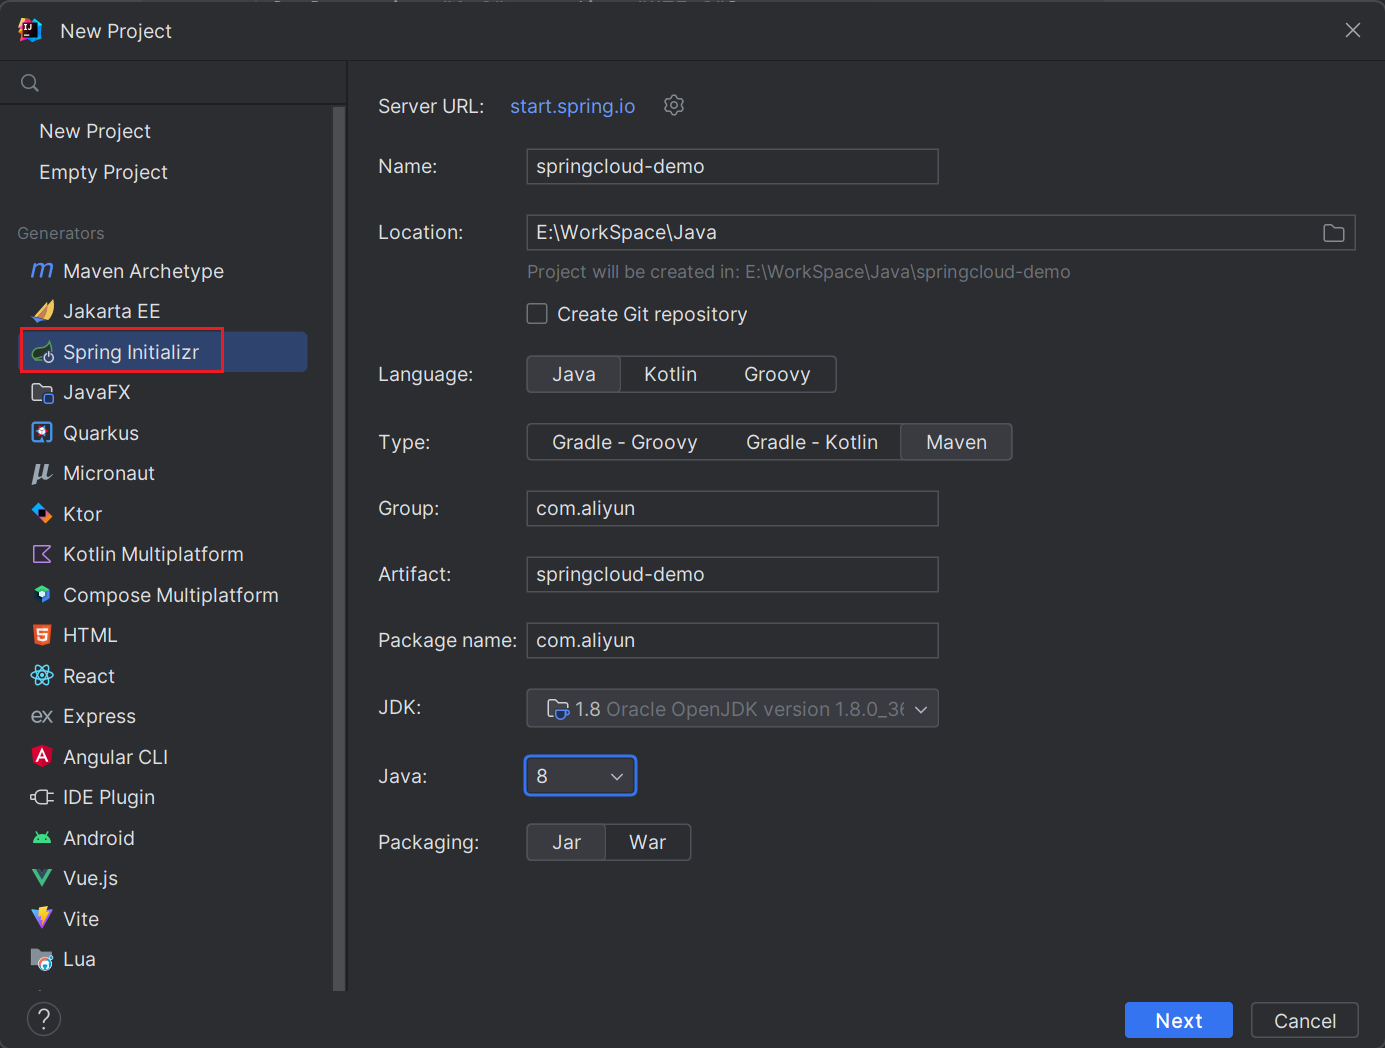 New Project
Server URL: start.spring.io
New Project
Empty Project
Generators
Maven Archetype
Jakarta EE
Spring Initializr
JavaFX
Quarkus
Micronaut
Ktor
Kotlin Multiplatform
Compose Multiplatform
HTML
React
Express
Angular CLI
IDE Plugin
Android
Vue.js
Vite
Lua
Name: springcloud-demo
Location: E:\WorkSpace\Java
Project will be created in: E:\WorkSpace\Java\springcloud-demo
Create Git repository
Language: Java Kotlin Groovy
Type: Gradle - Groovy Gradle - Kotlin Maven
Group: com.aliyun
Artifact: springcloud-demo
Package name: com.aliyun
JDK: 1.8 Oracle OpenJDK version 1.8.0_36
Java: 8
Packaging: Jar War
? Next Cancel